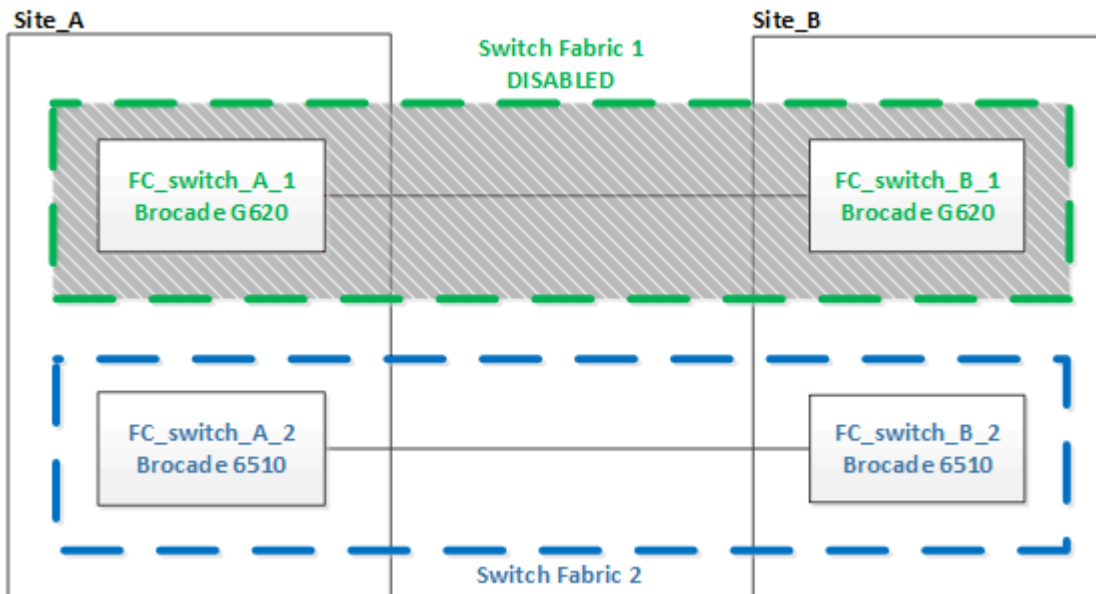 Site_A
Site_B
Switch Fabric 1
DISABLED
FC_switch_A_1
Brocade G620
FC_switch_B_1
Brocade G620
FC_switch_A_2
Brocade 6510
FC_switch_B_2
Brocade 6510
Switch Fabric 2